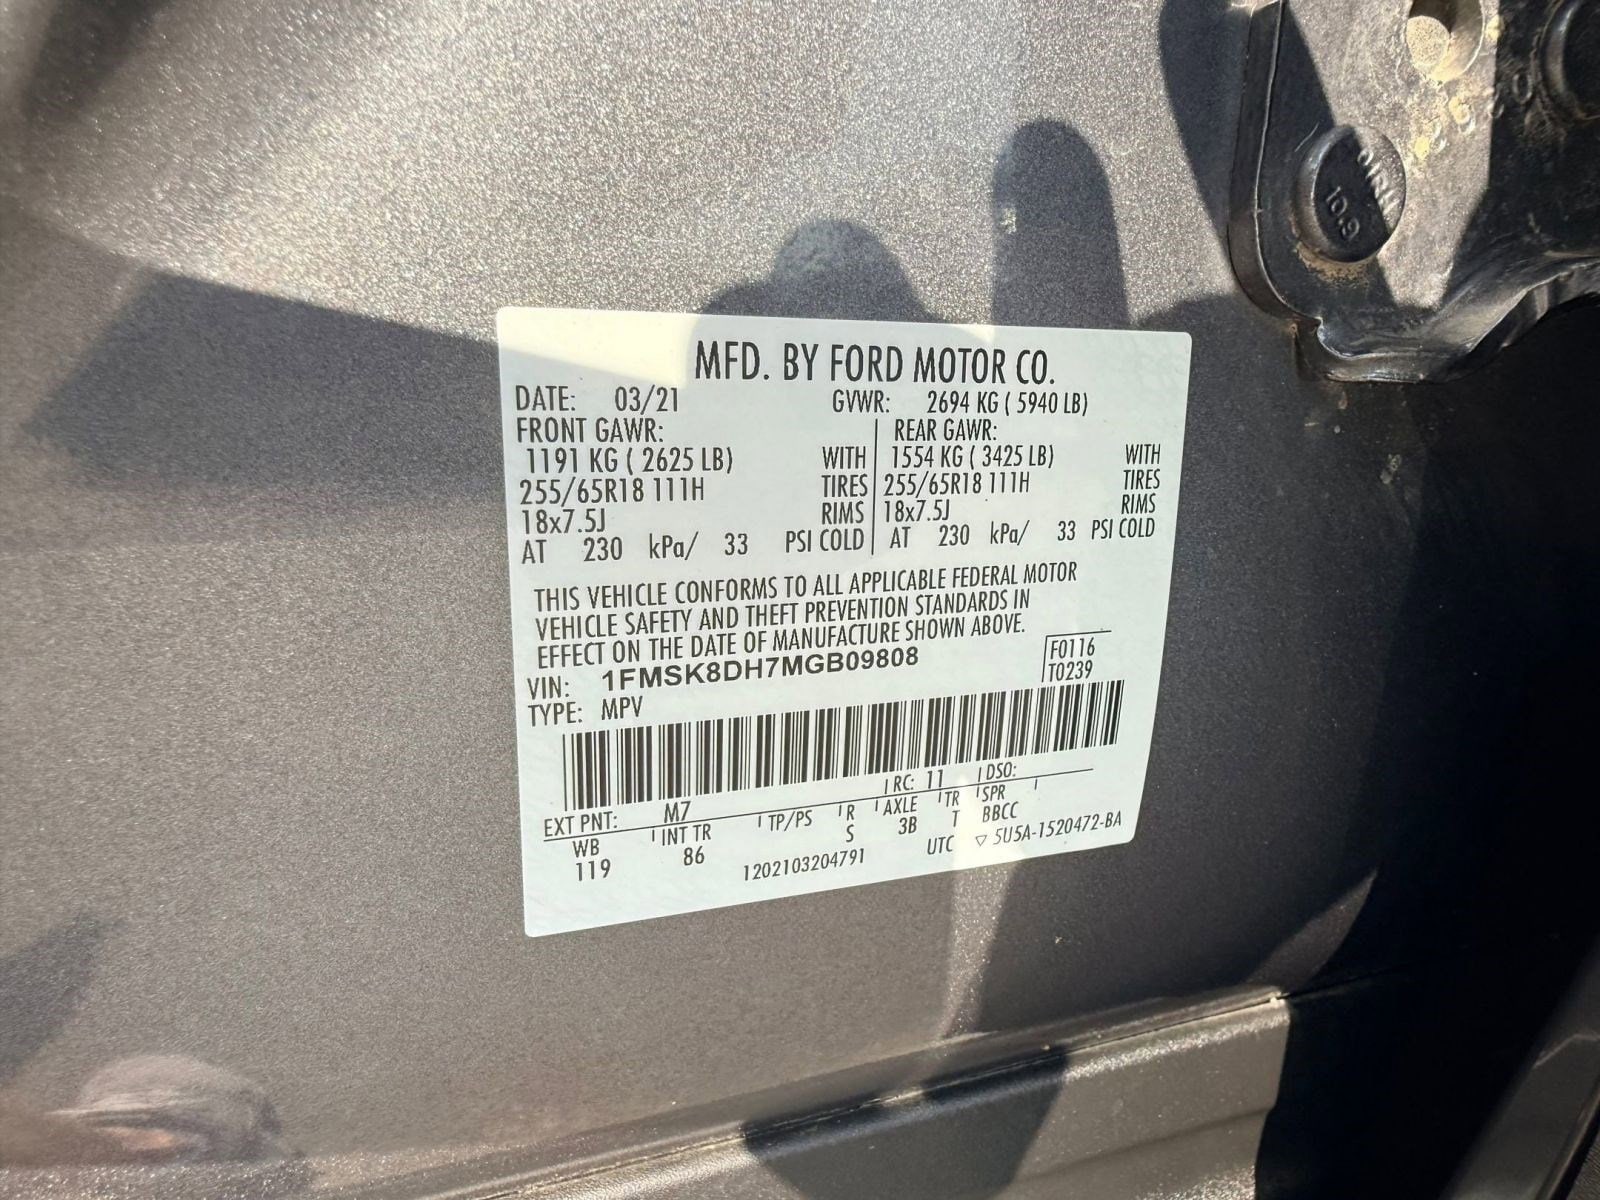 MFD. BY FORD MOTOR CO.
DATE: 03/21 GVWR: 2694 KG ( 5940 LB)
FRONT GAWR: REAR GAWR:
1191 KG ( 2625 LB) WITH 1554 KG ( 3425 LB) WITH
255/65R18 111H TIRES 255/65R18 111H TIRES
18x7.5J RIMS 18x7.5J RIMS
AT 230 kPa/ 33 PSI COLD AT 230 kPa/ 33 PSI COLD
THIS VEHICLE CONFORMS TO ALL APPLICABLE FEDERAL MOTOR
VEHICLE SAFETY AND THEFT PREVENTION STANDARDS IN
EFFECT ON THE DATE OF MANUFACTURE SHOWN ABOVE.
VIN: 1FMSK8DH7MGB09808 F0116
TYPE: MPV T0239
EXT PNT: M7 RC: 11 DSO:
WB INT TR TP/PS R AXLE TR SPR
119 86 S 3B T BBCC
1202103204791 UTC ▽ 5U5A-1520472-BA
10.9